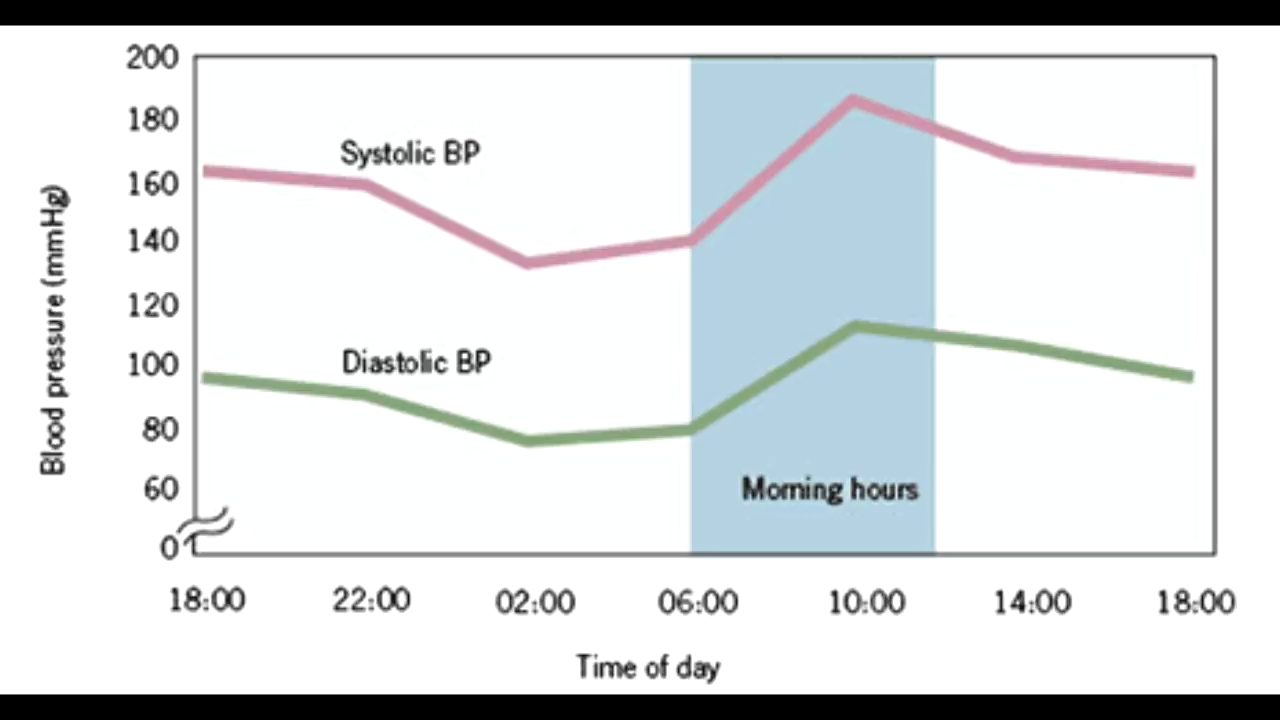 200
180
160
140
120
100
80
60
0
Blood pressure (mmHg)
Systolic BP
Diastolic BP
Morning hours
18:00 22:00 02:00 06:00 10:00 14:00 18:00
Time of day